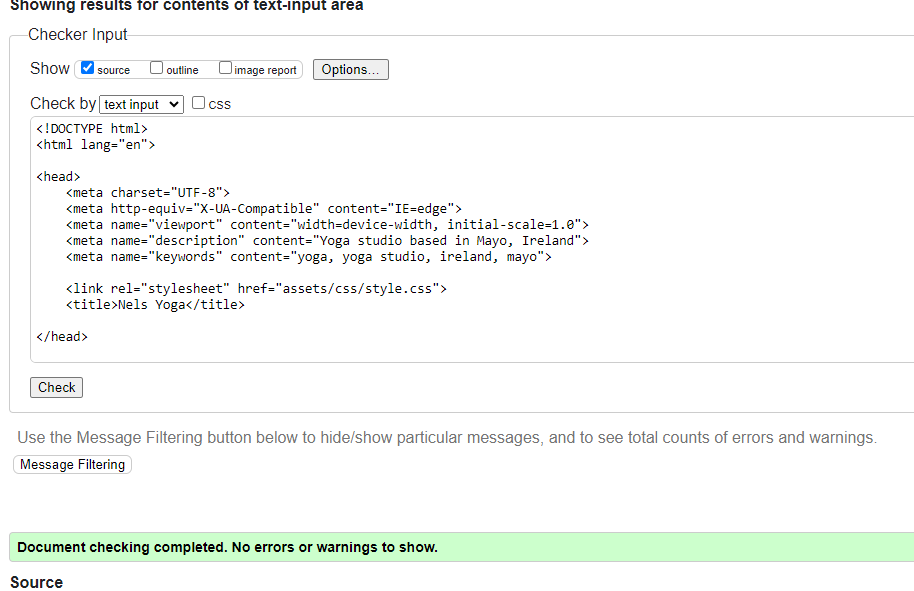 Showing results for contents of text-input area
Checker Input
Show source outline image report Options...
Check by text input css
<!DOCTYPE html>
<html lang="en">
<head>
<meta charset="UTF-8">
<meta http-equiv="X-UA-Compatible" content="IE=edge">
<meta name="viewport" content="width=device-width, initial-scale=1.0">
<meta name="description" content="Yoga studio based in Mayo, Ireland">
<meta name="keywords" content="yoga, yoga studio, ireland, mayo">
<link rel="stylesheet" href="assets/css/style.css">
<title>Nels Yoga</title>
</head>
Check
Use the Message Filtering button below to hide/show particular messages, and to see total counts of errors and warnings.
Message Filtering
Document checking completed. No errors or warnings to show.
Source